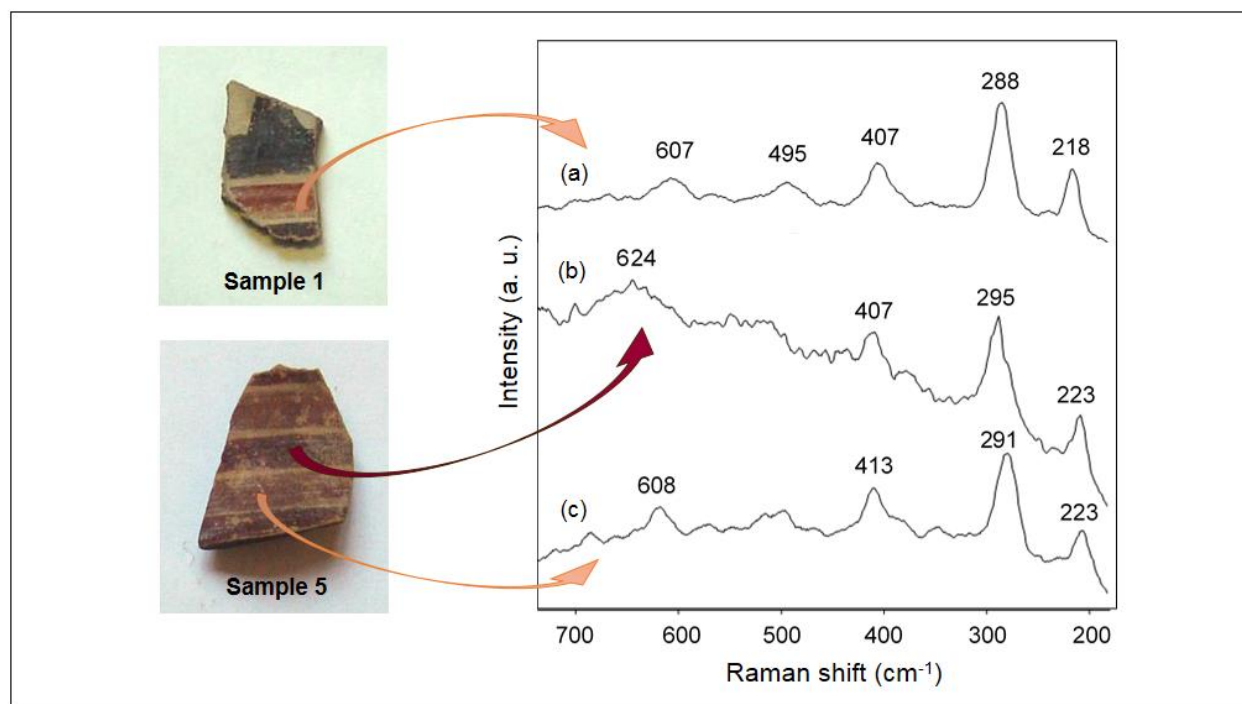 Sample 1
Sample 5
Intensity (a. u.)
(a)
607
495
407
288
218
(b)
624
407
295
223
(c)
608
413
291
223
700 600 500 400 300 200
Raman shift (cm⁻¹)